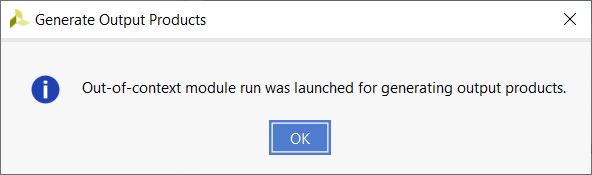 Generate Output Products
Out-of-context module run was launched for generating output products.
OK